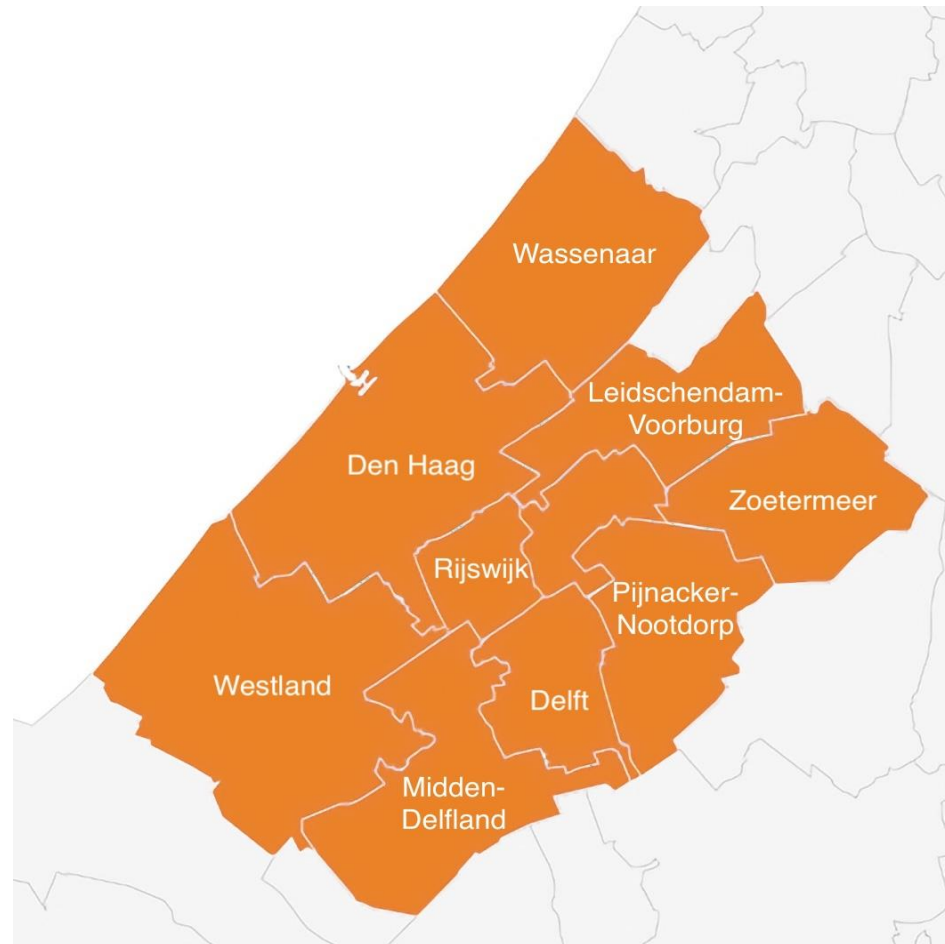 Wassenaar
Leidschendam-
Voorburg
Den Haag
Zoetermeer
Rijswijk
Pijnacker-
Nootdorp
Westland
Delft
Midden-
Delfland